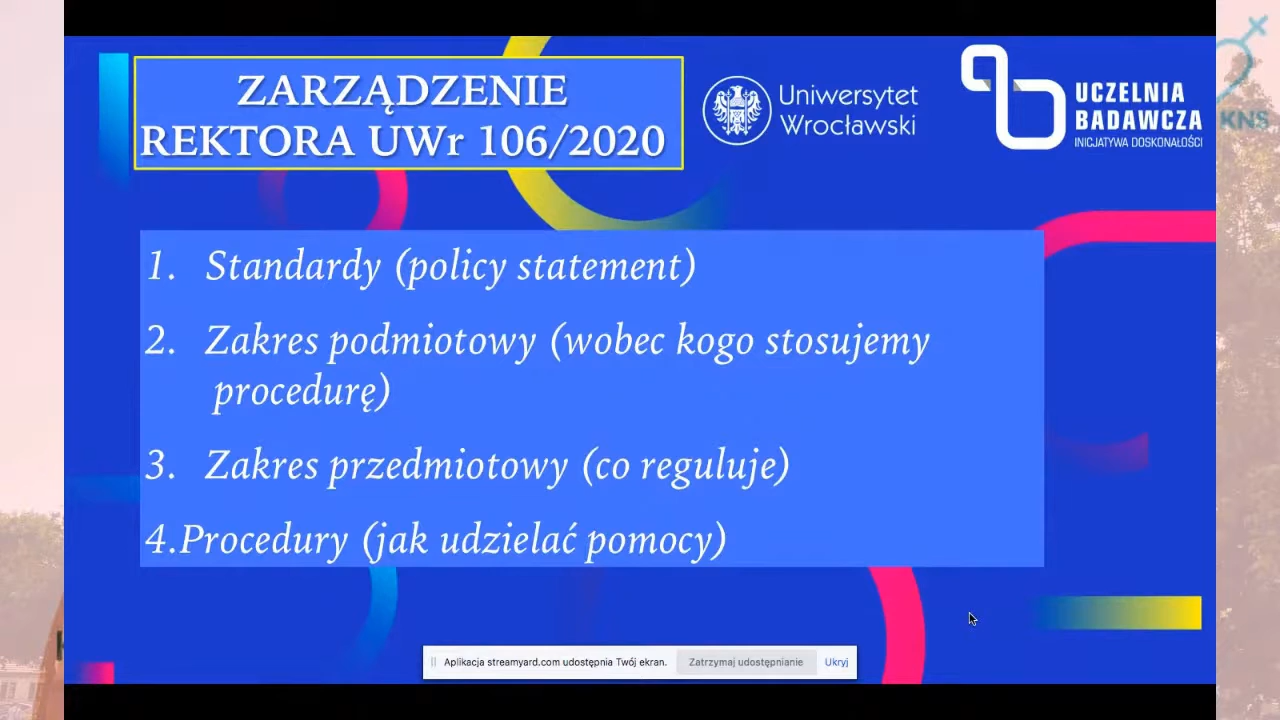 ZARZĄDZENIE
REKTORA UWr 106/2020
Uniwersytet
Wrocławski
UCZELNIA
BADAWCZA
INICJATYWA DOSKONAŁOŚCI
KNS
1. Standardy (policy statement)
2. Zakres podmiotowy (wobec kogo stosujemy
procedurę)
3. Zakres przedmiotowy (co reguluje)
4.Procedury (jak udzielać pomocy)
Aplikacja streamyard.com udostępnia Twój ekran.
Zatrzymaj udostępnianie
Ukryj